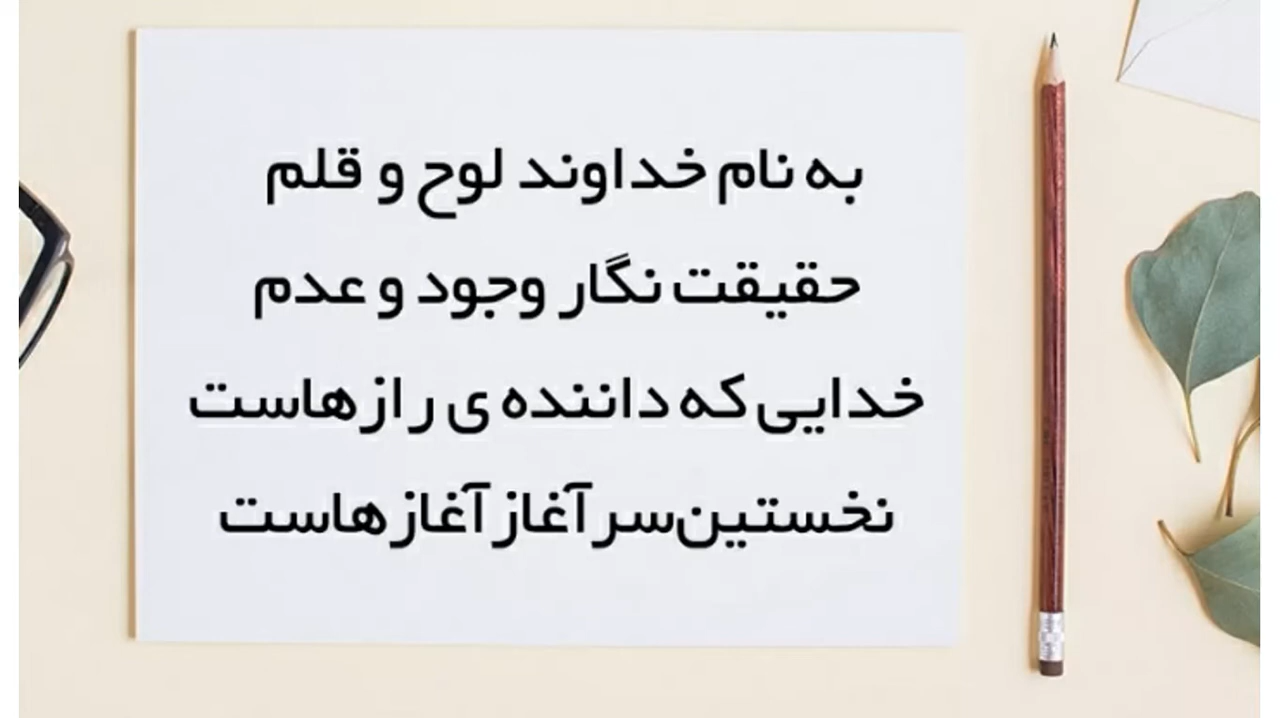 به نام خداوند لوح و قلم
حقیقت نگار وجود و عدم
خدایی که داننده ی رازهاست
نخستین سرآغاز آغازهاست